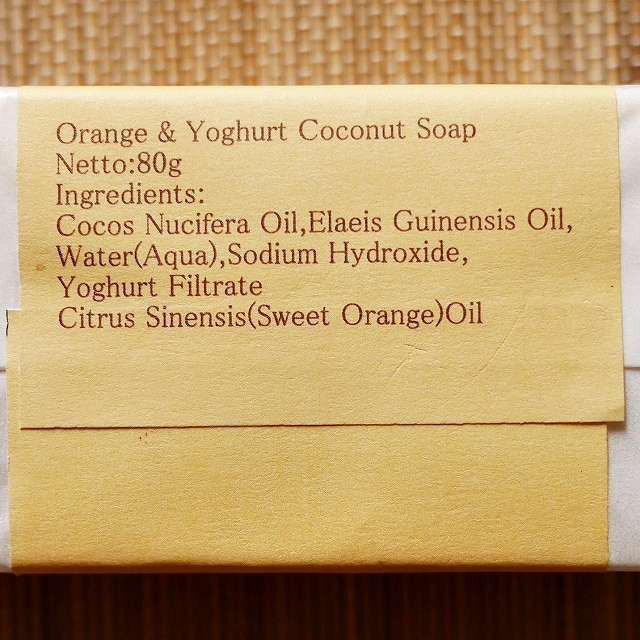 Orange & Yoghurt Coconut Soap
Netto:80g
Ingredients:
Cocos Nucifera Oil,Elaeis Guinensis Oil,
Water(Aqua),Sodium Hydroxide,
Yoghurt Filtrate
Citrus Sinensis(Sweet Orange)Oil